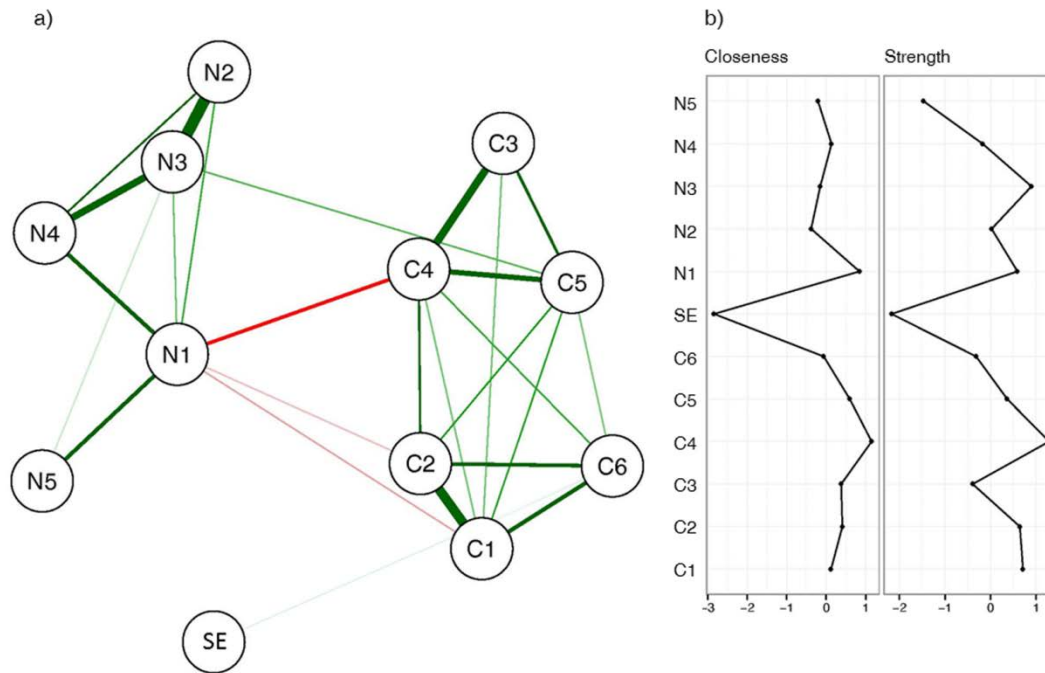 a)
N2
N3
C3
N4
C4
C5
N1
C2
C6
N5
C1
SE
b)
Closeness Strength
N5
N4
N3
N2
N1
SE
C6
C5
C4
C3
C2
C1
-3 -2 -1 0 1 -2 -1 0 1